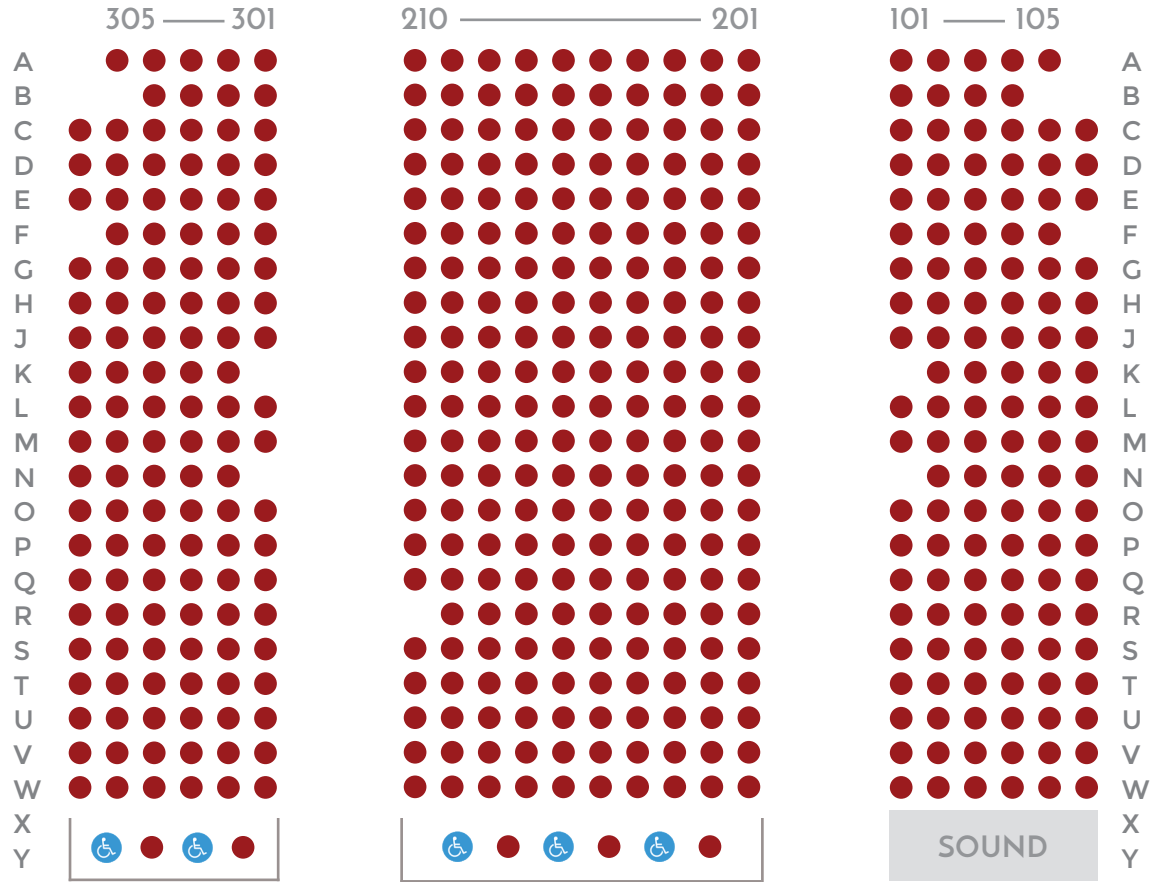 305 301 210 201 101 105
A A
B B
C C
D D
E E
F F
G G
H H
J J
K K
L L
M M
N N
O O
P P
Q Q
R R
S S
T T
U U
V V
W W
X X
SOUND
Y Y